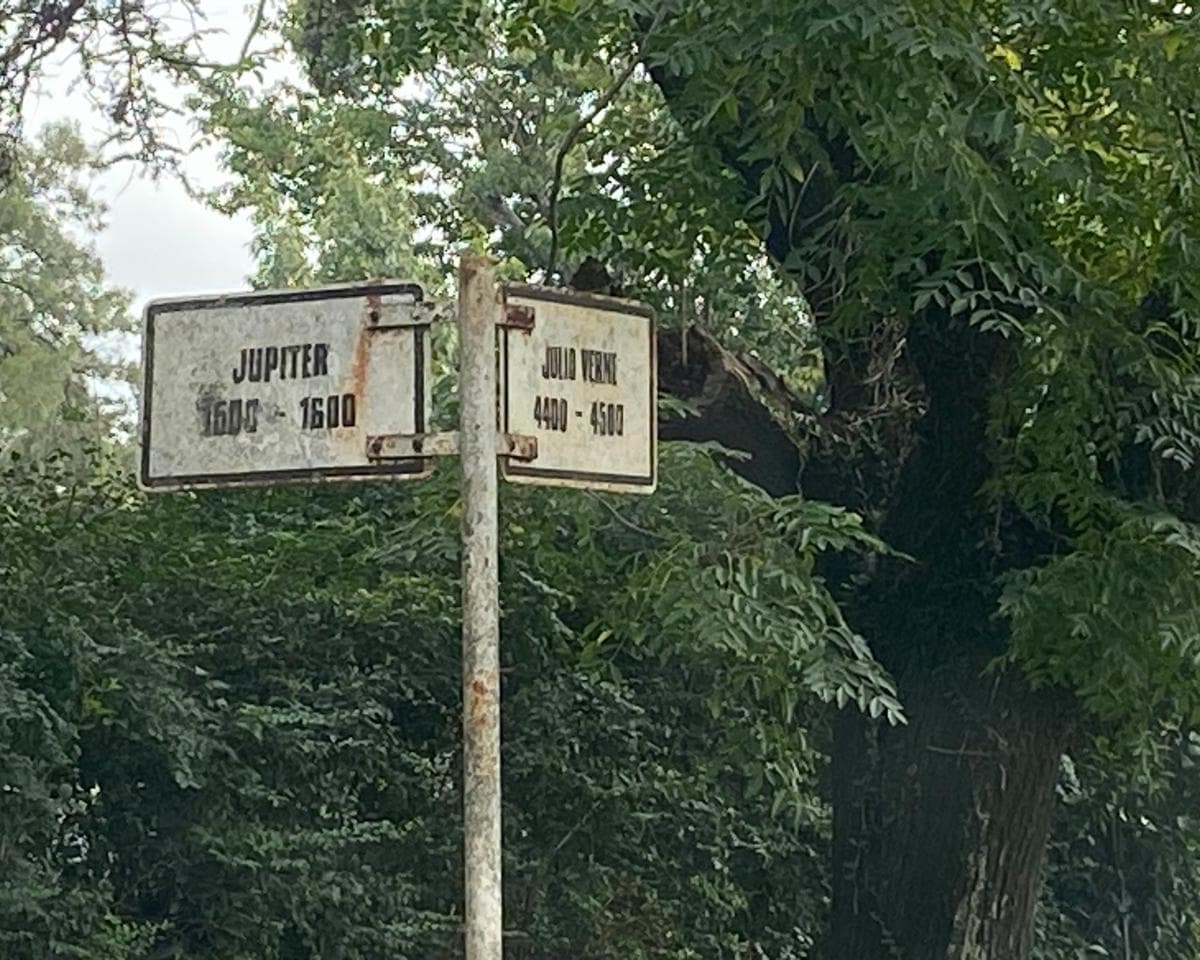 JUPITER
1600 - 1600
JULIO VERNE
4400 - 4500